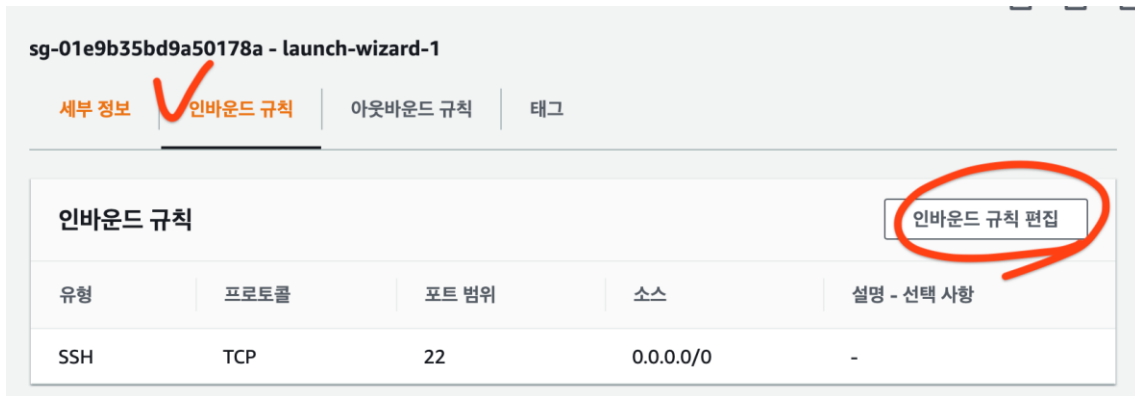 sg-01e9b35bd9a50178a - launch-wizard-1
세부 정보 인바운드 규칙 아웃바운드 규칙 태그
인바운드 규칙 인바운드 규칙 편집
유형 프로토콜 포트 범위 소스 설명 - 선택 사항
SSH TCP 22 0.0.0.0/0 -